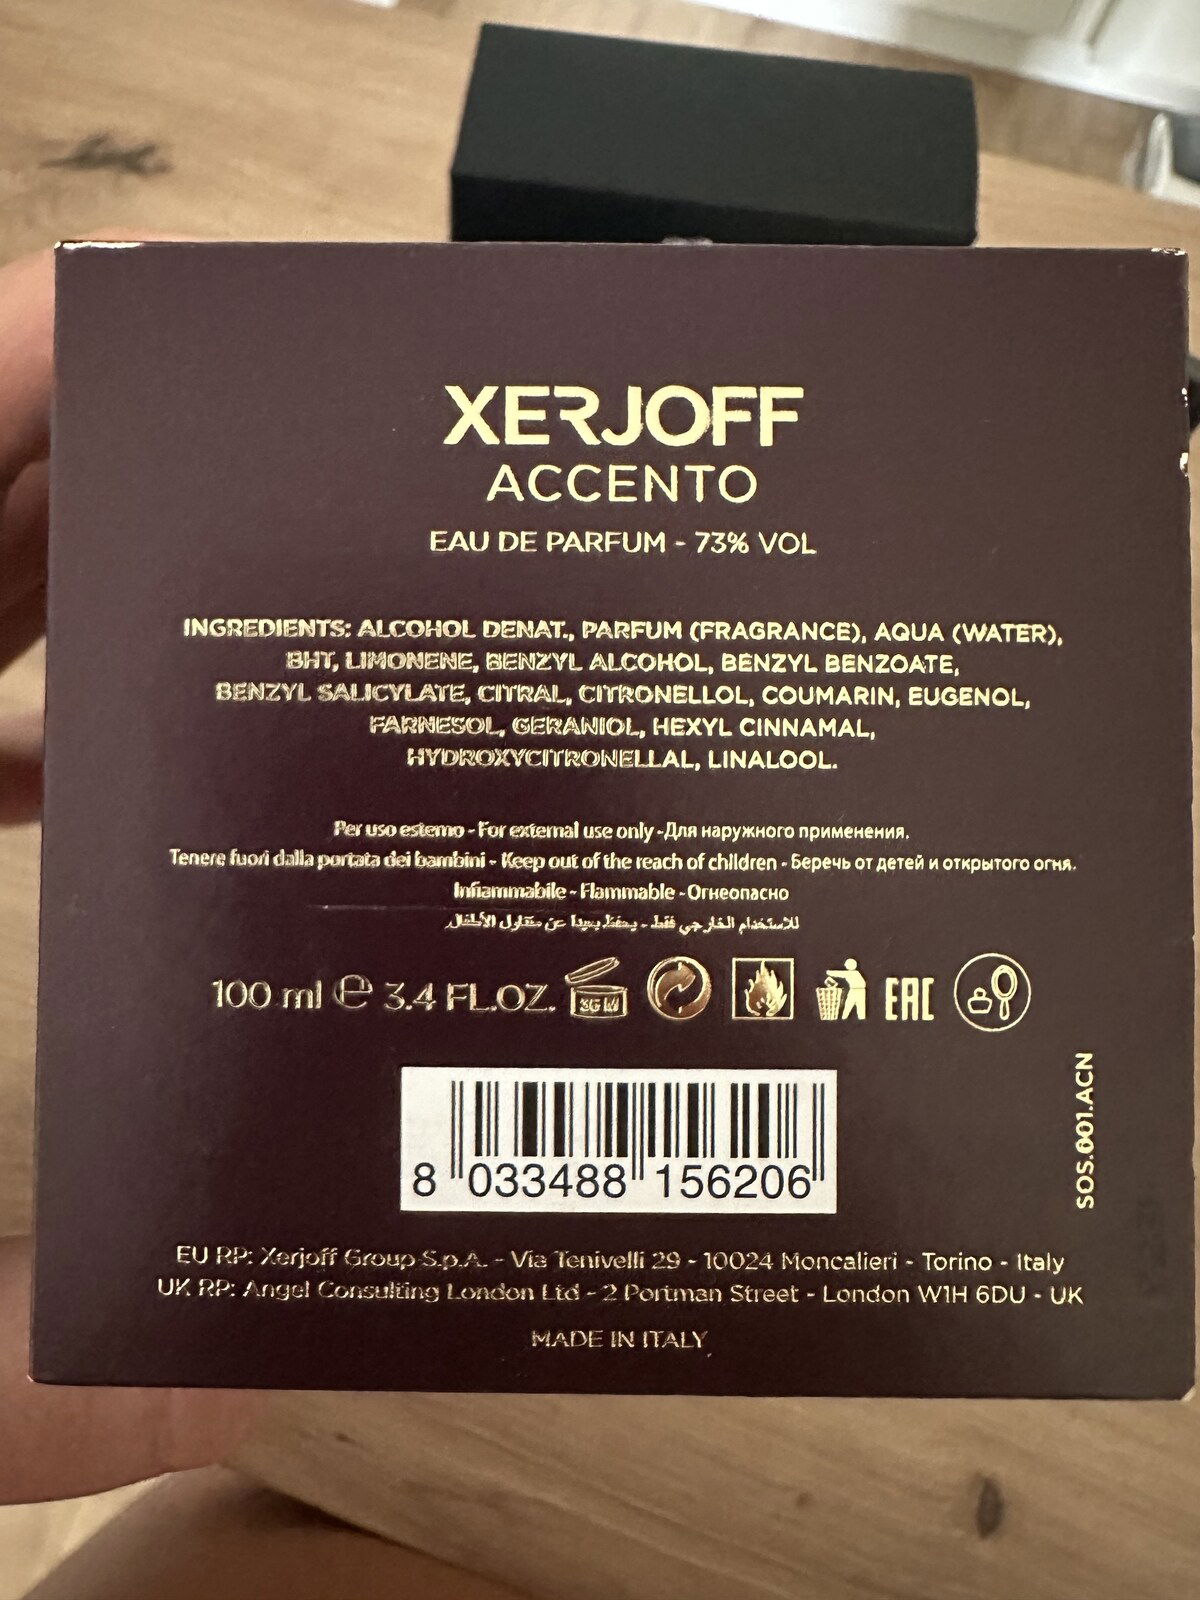 XERJOFF
ACCENTO
EAU DE PARFUM - 73% VOL
INGREDIENTS: ALCOHOL DENAT., PARFUM (FRAGRANCE), AQUA (WATER),
BHT, LIMONENE, BENZYL ALCOHOL, BENZYL BENZOATE,
BENZYL SALICYLATE, CITRAL, CITRONELLOL, COUMARIN, EUGENOL,
FARNESOL, GERANIOL, HEXYL CINNAMAL,
HYDROXYCITRONELLAL, LINALOOL.
Per uso esterno - For external use only -Для наружного применения.
Tenere fuori dalla portata dei bambini - Keep out of the reach of children - Беречь от детей и открытого огня.
Infiammabile - Flammable -Огнеопасно
للاستخدام الخارجي فقط - يحفظ بعيدا عن متناول الأطفال
100 ml ℮ 3.4 FL.OZ. 36 M EAC
SOS.601.ACN
8 033488 156206
EU RP: Xerjoff Group S.p.A. - Via Tenivelli 29 - 10024 Moncalieri - Torino - Italy
UK RP: Angel Consulting London Ltd - 2 Portman Street - London W1H 6DU - UK
MADE IN ITALY